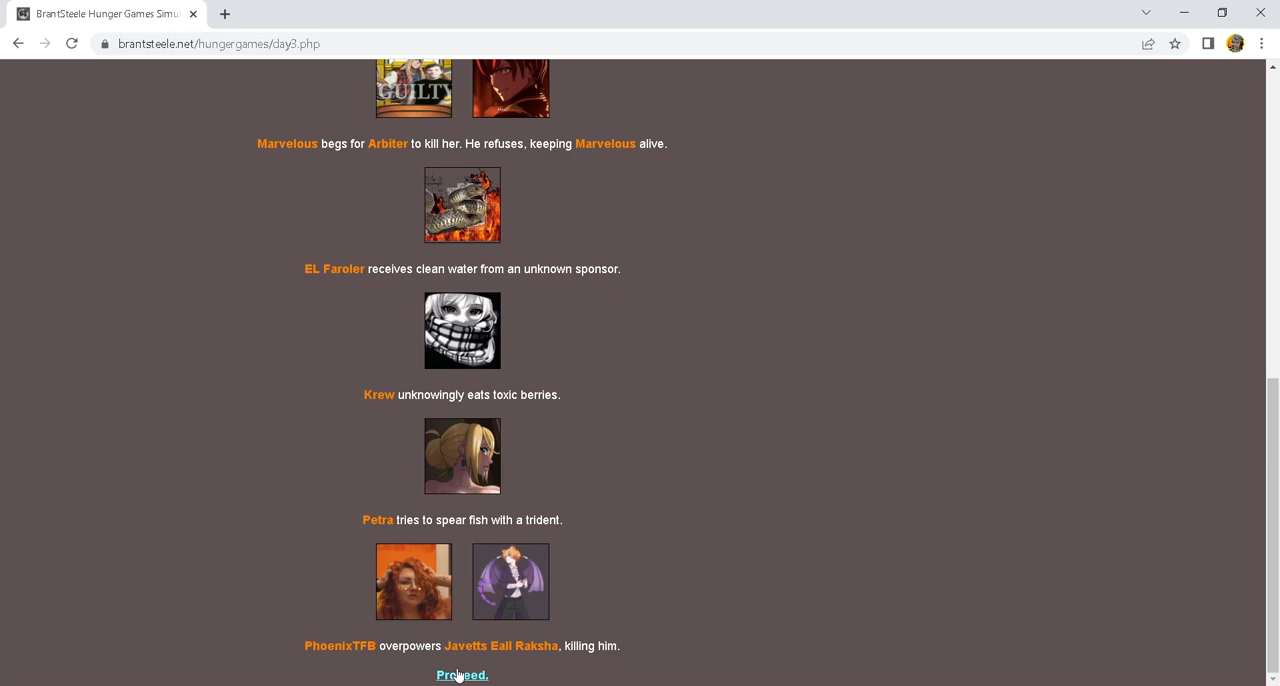 BrantSteele Hunger Games Simu
brantsteele.net/hungergames/day3.php
GUILTY
Marvelous begs for Arbiter to kill her. He refuses, keeping Marvelous alive.
EL Faroler receives clean water from an unknown sponsor.
Krew unknowingly eats toxic berries.
Petra tries to spear fish with a trident.
PhoenixTFB overpowers Javetts Eall Raksha, killing him.
Proceed.